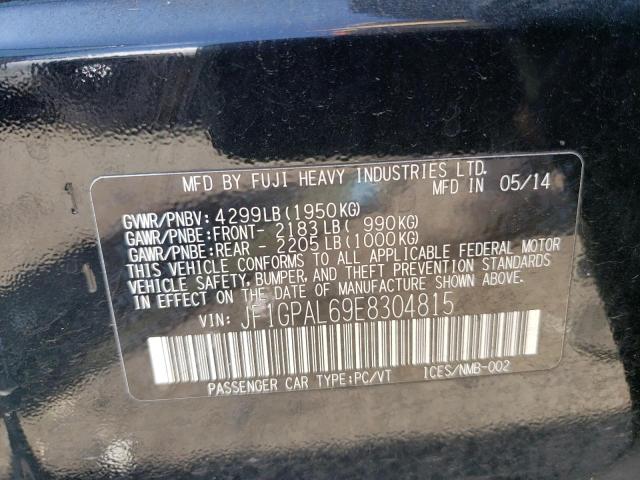 MFD BY FUJI HEAVY INDUSTRIES LTD.
MFD IN 05/14
GVWR/PNBV: 4299LB(1950KG)
GAWR/PNBE:FRONT- 2183LB( 990KG)
GAWR/PNBE:REAR - 2205LB(1000KG)
THIS VEHICLE CONFORMS TO ALL APPLICABLE FEDERAL MOTOR
VEHICLE SAFETY, BUMPER, AND THEFT PREVENTION STANDARDS
IN EFFECT ON THE DATE OF MANUFACTURE SHOWN ABOVE.
VIN: JF1GPAL69E8304815
PASSENGER CAR TYPE:PC/VT 1CES/NMB-002